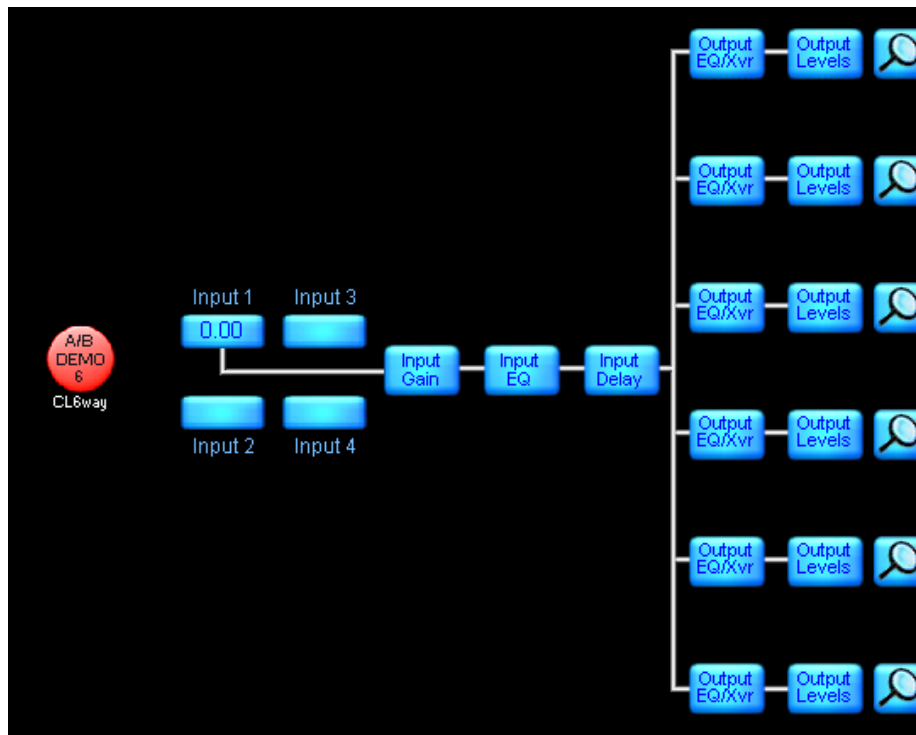 Output
EQ/Xvr
Output
Levels
Output
EQ/Xvr
Output
Levels
Input 1
Input 3
0.00
Output
EQ/Xvr
Output
Levels
A/B
DEMO
6
CL6way
Input
Gain
Input
EQ
Input
Delay
Input 2
Input 4
Output
EQ/Xvr
Output
Levels
Output
EQ/Xvr
Output
Levels
Output
EQ/Xvr
Output
Levels